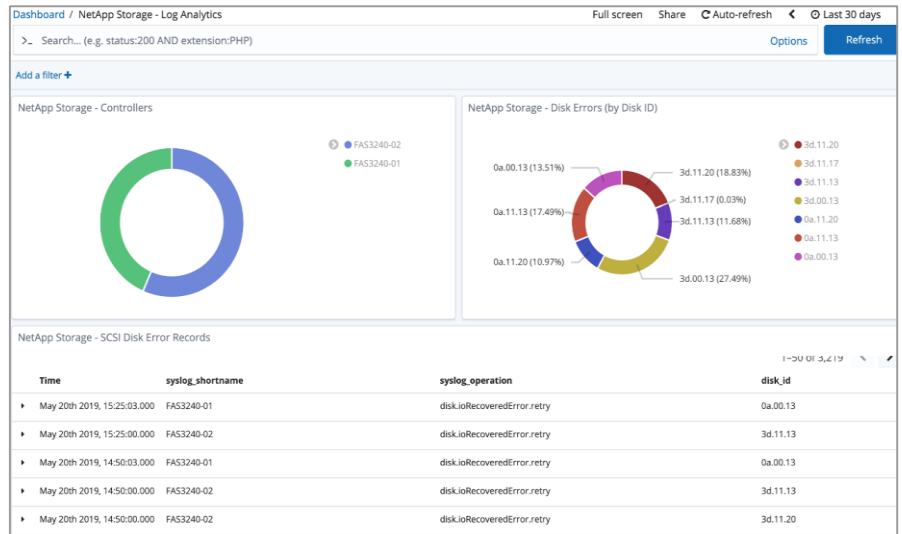 Dashboard / NetApp Storage - Log Analytics Full screen Share Auto-refresh Last 30 days
>_ Search... (e.g. status:200 AND extension:PHP) Options Refresh
Add a filter +
NetApp Storage - Controllers
FAS3240-02
FAS3240-01
NetApp Storage - Disk Errors (by Disk ID)
0a.00.13 (13.51%)
0a.11.13 (17.49%)
0a.11.20 (10.97%)
3d.11.20 (18.83%)
3d.11.17 (0.03%)
3d.11.13 (11.68%)
3d.00.13 (27.49%)
3d.11.20
3d.11.17
3d.11.13
3d.00.13
0a.11.20
0a.11.13
0a.00.13
NetApp Storage - SCSI Disk Error Records
1–50 of 3,219
Time syslog_shortname syslog_operation disk_id
May 20th 2019, 15:25:03.000 FAS3240-01 disk.ioRecoveredError.retry 0a.00.13
May 20th 2019, 15:25:00.000 FAS3240-02 disk.ioRecoveredError.retry 3d.11.13
May 20th 2019, 14:50:03.000 FAS3240-01 disk.ioRecoveredError.retry 0a.00.13
May 20th 2019, 14:50:00.000 FAS3240-02 disk.ioRecoveredError.retry 3d.11.13
May 20th 2019, 14:50:00.000 FAS3240-02 disk.ioRecoveredError.retry 3d.11.20